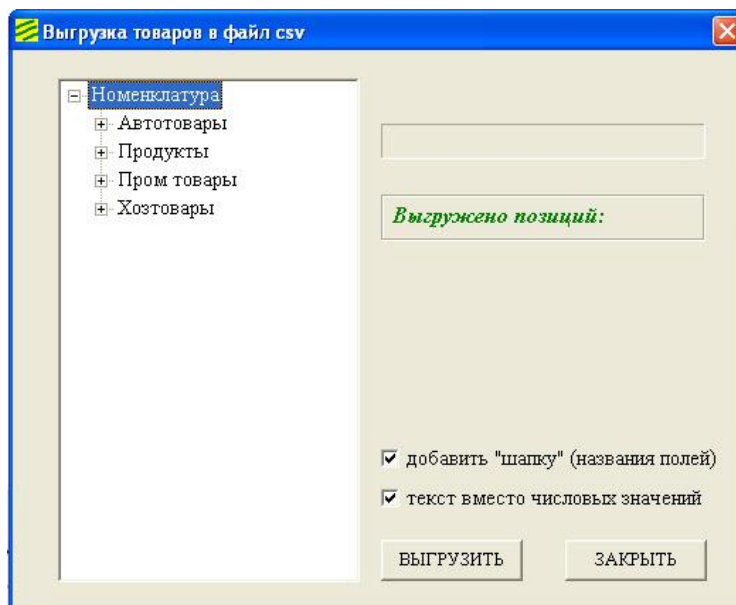 Выгрузка товаров в файл csv
Номенклатура
Автотовары
Продукты
Пром товары
Хозтовары
Выгружено позиций:
добавить "шапку" (названия полей)
текст вместо числовых значений
ВЫГРУЗИТЬ
ЗАКРЫТЬ